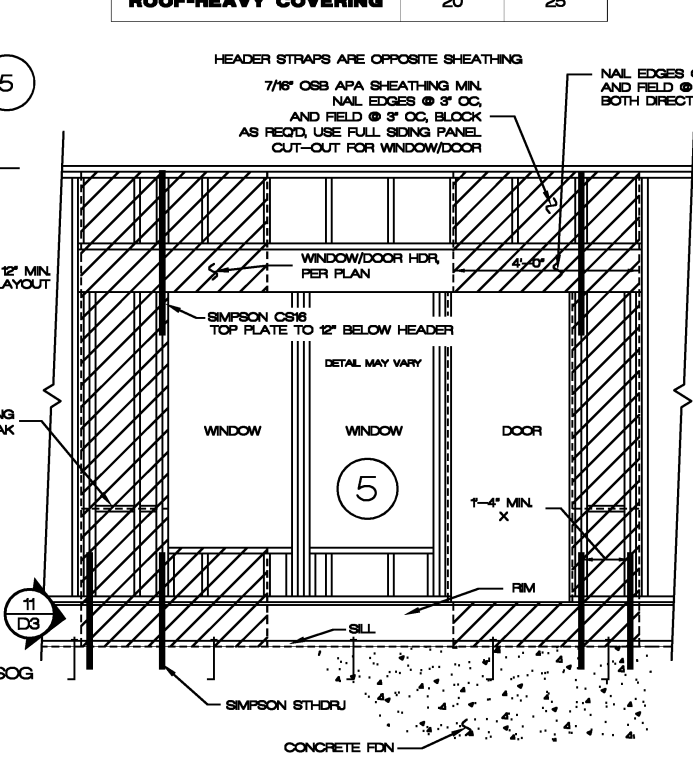 ROOF-HEAVY COVERING 20 25
HEADER STRAPS ARE OPPOSITE SHEATHING
5
7/16" OSB APA SHEATHING MIN.
NAIL EDGES @ 3" OC,
AND FIELD @ 3" OC, BLOCK
AS REQ'D, USE FULL SIDING PANEL
CUT-OUT FOR WINDOW/DOOR
NAIL EDGES @
AND FIELD @
BOTH DIRECT
12" MIN.
LAYOUT
WINDOW/DOOR HDR,
PER PLAN
4'-0"
SIMPSON CS16
TOP PLATE TO 12" BELOW HEADER
DETAIL MAY VARY
NG
AK
WINDOW
WINDOW
DOOR
5
1'-4" MIN.
X
11
D3
RIM
SILL
SOG
SIMPSON STHDRJ
CONCRETE FDN